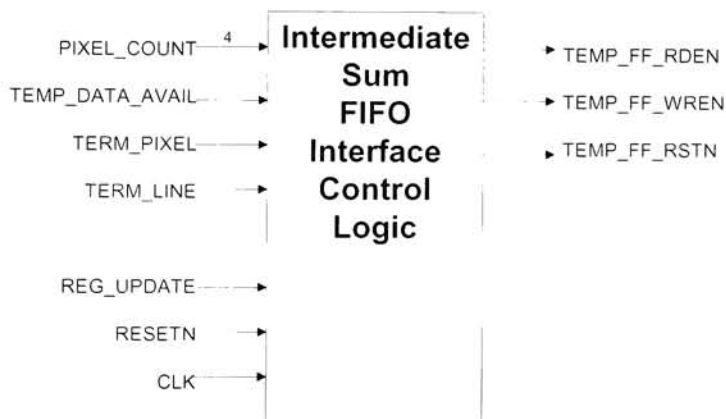 PIXEL_COUNT
4
TEMP_DATA_AVAIL
TERM_PIXEL
TERM_LINE
REG_UPDATE
RESETN
CLK
Intermediate
Sum
FIFO
Interface
Control
Logic
TEMP_FF_RDEN
TEMP_FF_WREN
TEMP_FF_RSTN